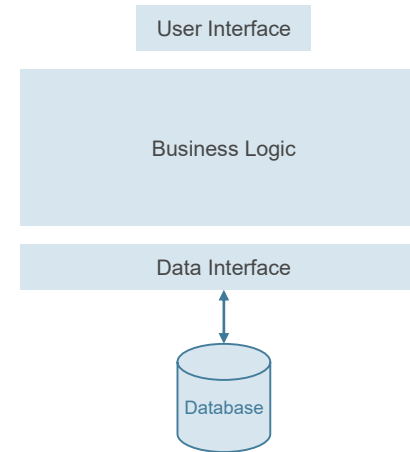 User Interface
Business Logic
Data Interface
Database